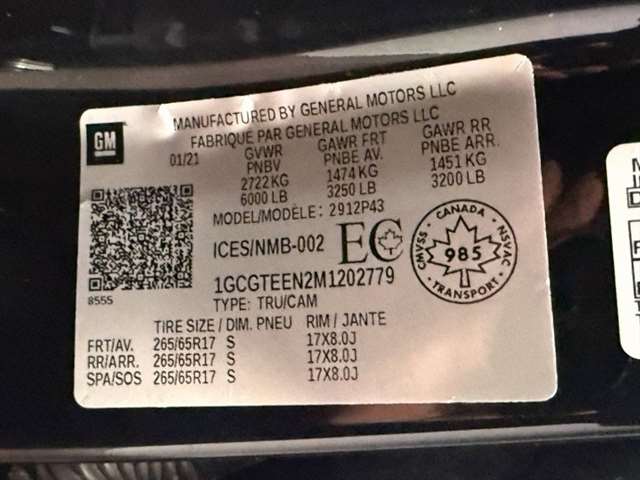 MANUFACTURED BY GENERAL MOTORS LLC
FABRIQUE PAR GENERAL MOTORS LLC
GM
01/21 GVWR GAWR FRT GAWR RR
PNBV PNBE AV. PNBE ARR.
2722 KG 1474 KG 1451 KG
6000 LB 3250 LB 3200 LB
MODEL/MODÈLE: 2912P43
ICES/NMB-002 EC
CANADA
CMVSS 985 NSVAC
TRANSPORT
1GCGTEEN2M1202779
8555
TYPE: TRU/CAM
TIRE SIZE / DIM. PNEU RIM / JANTE
FRT/AV. 265/65R17 S 17X8.0J
RR/ARR. 265/65R17 S 17X8.0J
SPA/SOS 265/65R17 S 17X8.0J